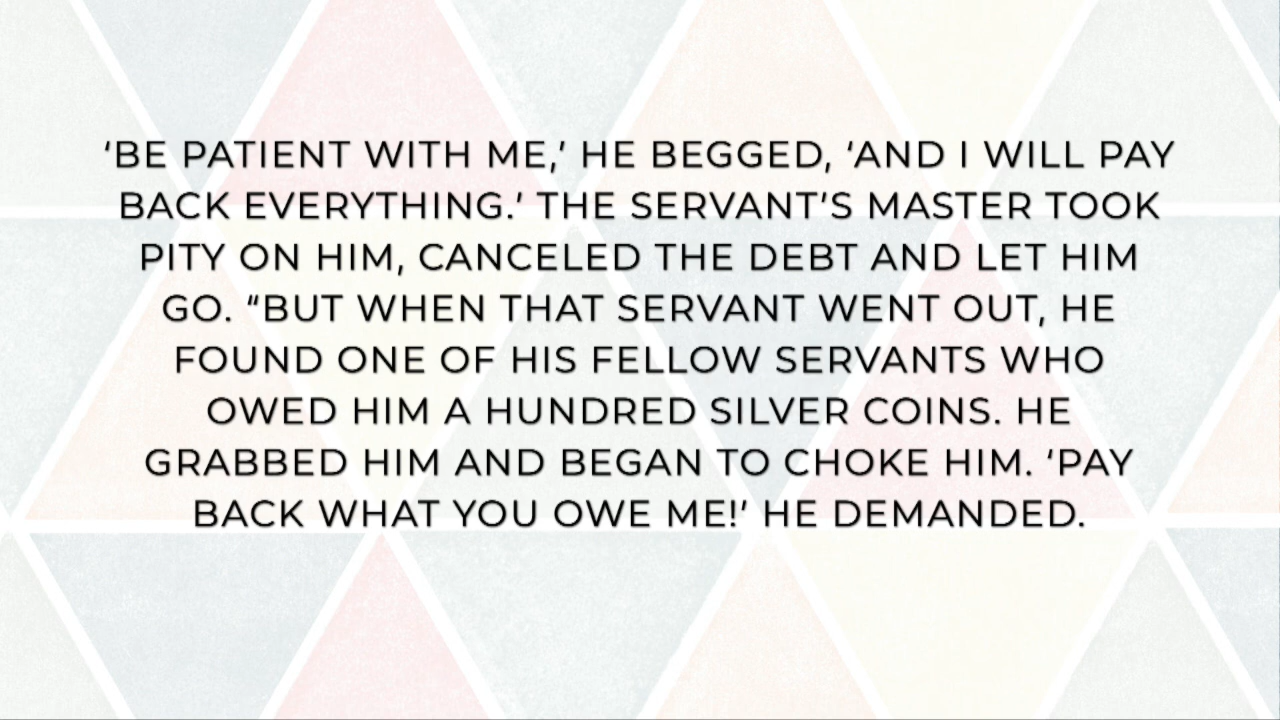 ‘BE PATIENT WITH ME,’ HE BEGGED, ‘AND I WILL PAY
BACK EVERYTHING.’ THE SERVANT’S MASTER TOOK
PITY ON HIM, CANCELED THE DEBT AND LET HIM
GO. “BUT WHEN THAT SERVANT WENT OUT, HE
FOUND ONE OF HIS FELLOW SERVANTS WHO
OWED HIM A HUNDRED SILVER COINS. HE
GRABBED HIM AND BEGAN TO CHOKE HIM. ‘PAY
BACK WHAT YOU OWE ME!’ HE DEMANDED.